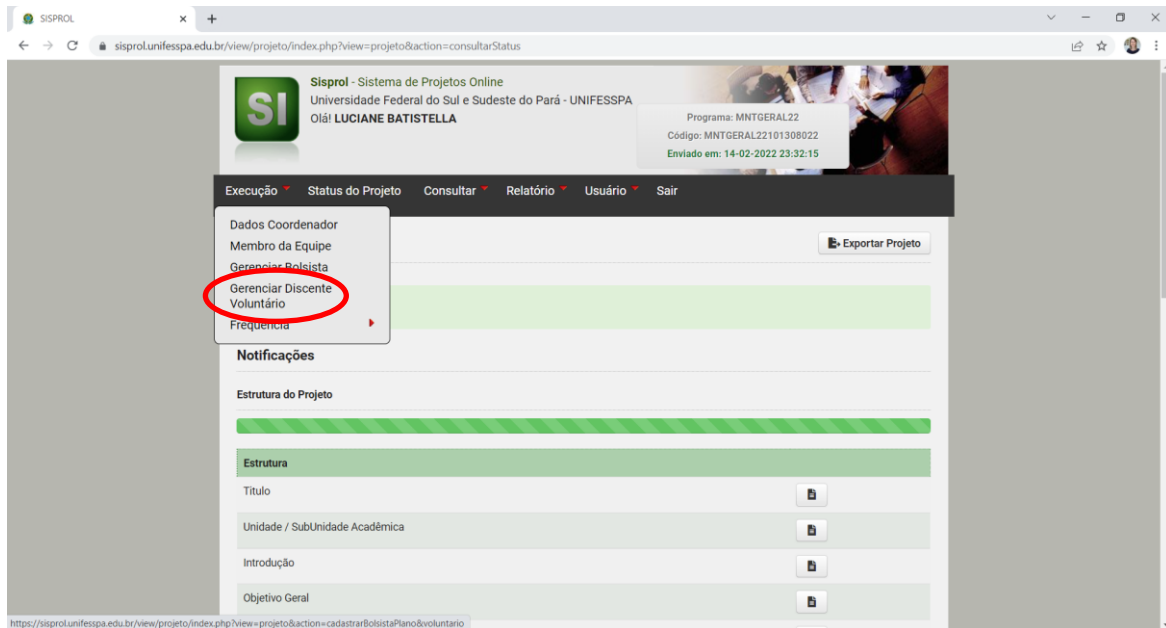 SISPROL
sisprol.unifesspa.edu.br/view/projeto/index.php?view=projeto&action=consultarStatus
SI
Sisprol - Sistema de Projetos Online
Universidade Federal do Sul e Sudeste do Pará - UNIFESSPA
Olá! LUCIANE BATISTELLA
Programa: MNTGERAL22
Código: MNTGERAL22101308022
Enviado em: 14-02-2022 23:32:15
Execução Status do Projeto Consultar Relatório Usuário Sair
Dados Coordenador
Membro da Equipe
Gerenciar Bolsista
Gerenciar Discente
Voluntário
Frequência
Exportar Projeto
Notificações
Estrutura do Projeto
Estrutura
Titulo
Unidade / SubUnidade Acadêmica
Introdução
Objetivo Geral
https://sisprol.unifesspa.edu.br/view/projeto/index.php?view=projeto&action=cadastrarBolsistaPlano&voluntario